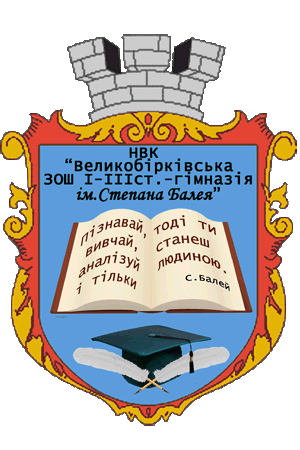 НВК
“Великобірківська
ЗОШ І-ІІІст.-гімназія
ім.Степана Балея”
Пізнавай,
вивчай,
аналізуй
і тільки
тоді ти
станеш
людиною.
С.Балей